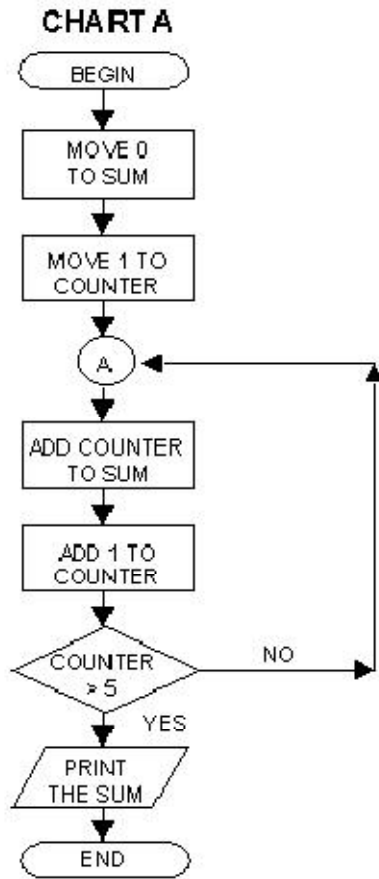 CHART A
BEGIN
MOVE 0
TO SUM
MOVE 1 TO
COUNTER
A
ADD COUNTER
TO SUM
ADD 1 TO
COUNTER
COUNTER
> 5
NO
YES
PRINT
THE SUM
END